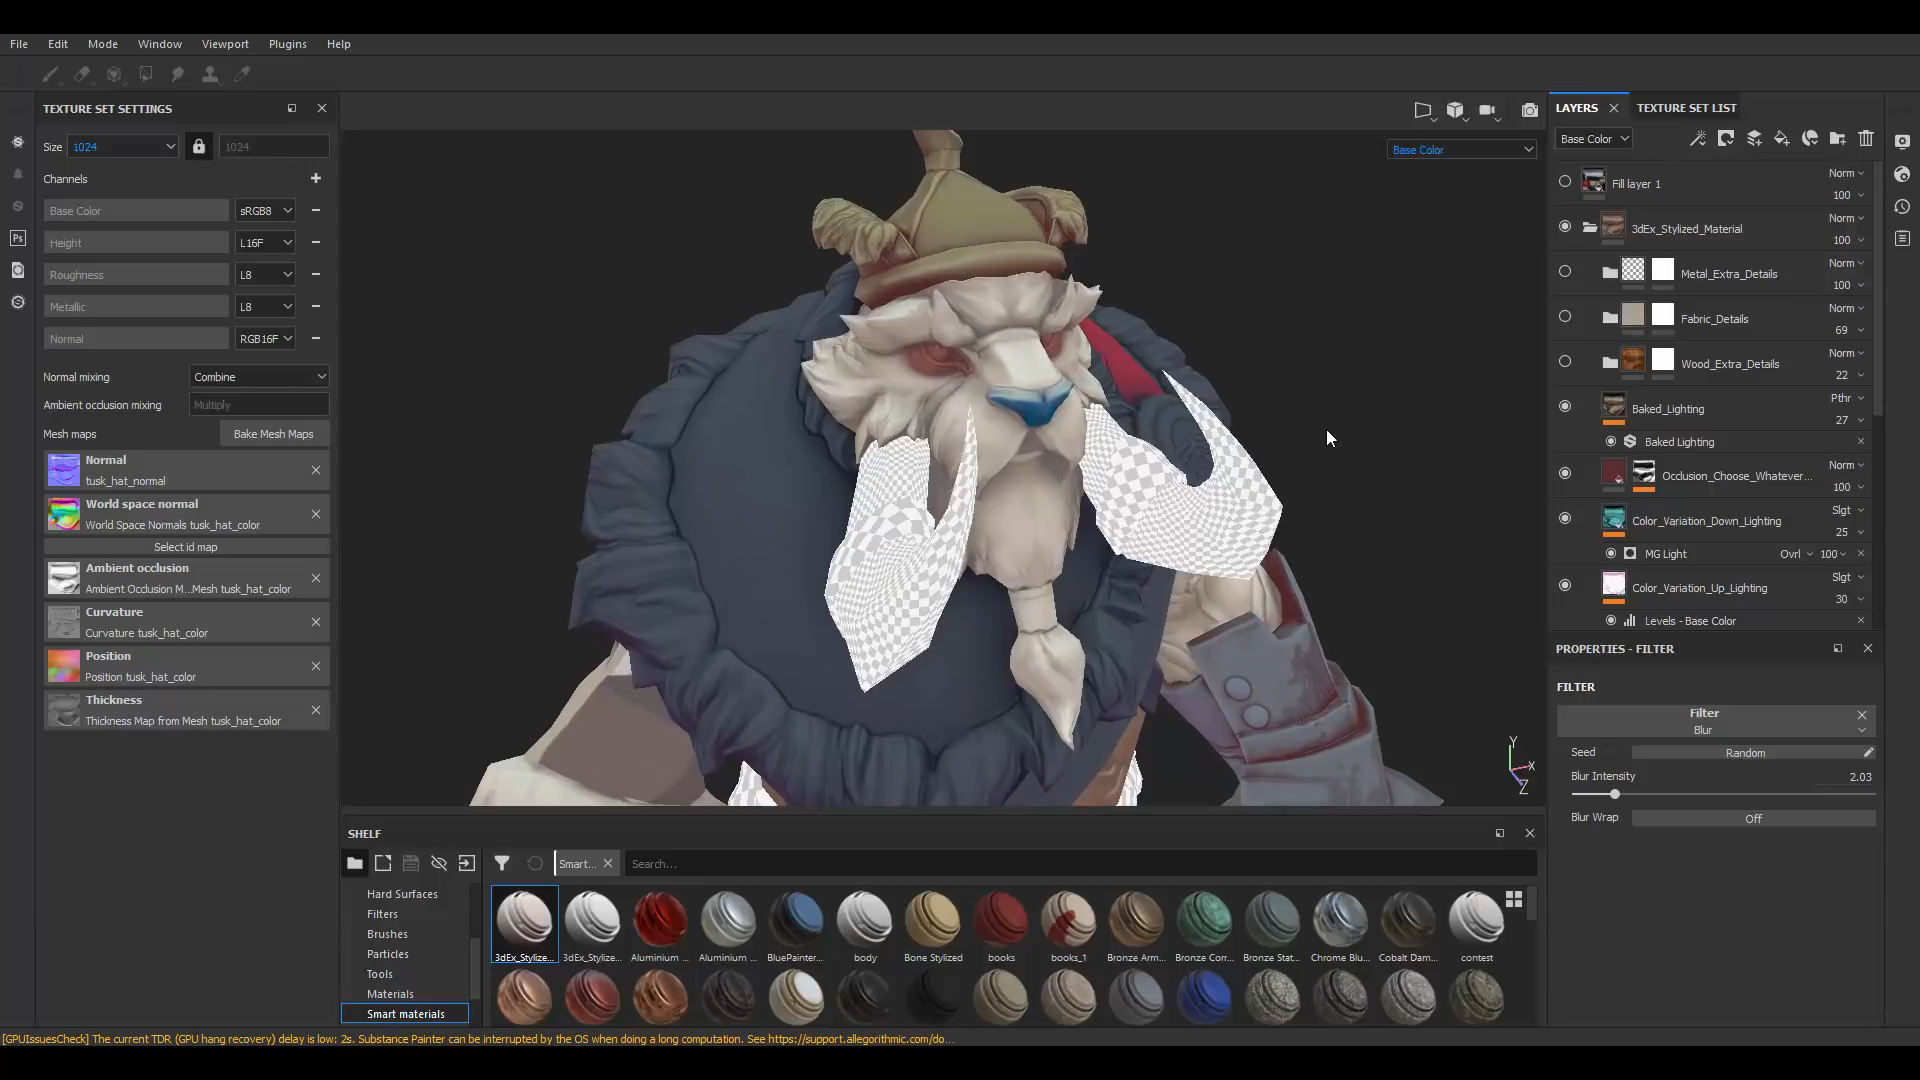 File Edit Mode Window Viewport Plugins Help
TEXTURE SET SETTINGS
Size 1024 1024
Channels
Base Color sRGB8
Height L16F
Roughness L8
Metallic L8
Normal RGB16F
Normal mixing Combine
Ambient occlusion mixing Multiply
Mesh maps Bake Mesh Maps
Normal
tusk_hat_normal
World space normal
World Space Normals tusk_hat_color
Select id map
Ambient occlusion
Ambient Occlusion M...Mesh tusk_hat_color
Curvature
Curvature tusk_hat_color
Position
Position tusk_hat_color
Thickness
Thickness Map from Mesh tusk_hat_color
Ps
Base Color
Y
X
Z
SHELF
Smart... Search...
Hard Surfaces
Filters
Brushes
Particles
Tools
Materials
Smart materials
3dEx_Stylize... 3dEx_Stylize... Aluminium ... Aluminium ... BluePainter... body Bone Stylized books books_1 Bronze Arm... Bronze Corr... Bronze Stat... Chrome Blu... Cobalt Dam... contest
LAYERS TEXTURE SET LIST
Base Color
Fill layer 1 Norm 100
3dEx_Stylized_Material Norm 100
Metal_Extra_Details Norm 100
Fabric_Details Norm 69
Wood_Extra_Details Norm 22
Baked_Lighting Pthr 27
Baked Lighting
Occlusion_Choose_Whatever... Norm 100
Color_Variation_Down_Lighting Slgt 25
MG Light Ovrl 100
Color_Variation_Up_Lighting Slgt 30
Levels - Base Color
PROPERTIES - FILTER
FILTER
Filter
Blur
Seed Random
Blur Intensity 2.03
Blur Wrap Off
[GPUIssuesCheck] The current TDR (GPU hang recovery) delay is low: 2s. Substance Painter can be interrupted by the OS when doing a long computation. See https://support.allegorithmic.com/do...